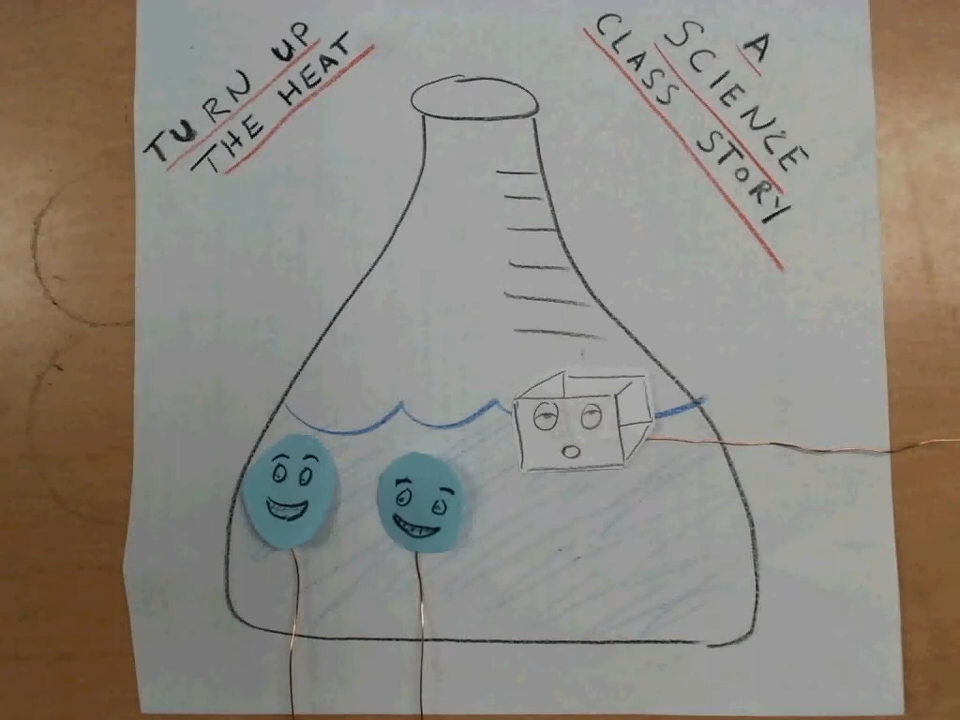 TURN UP
THE HEAT
A
SCIENCE
CLASS STORY